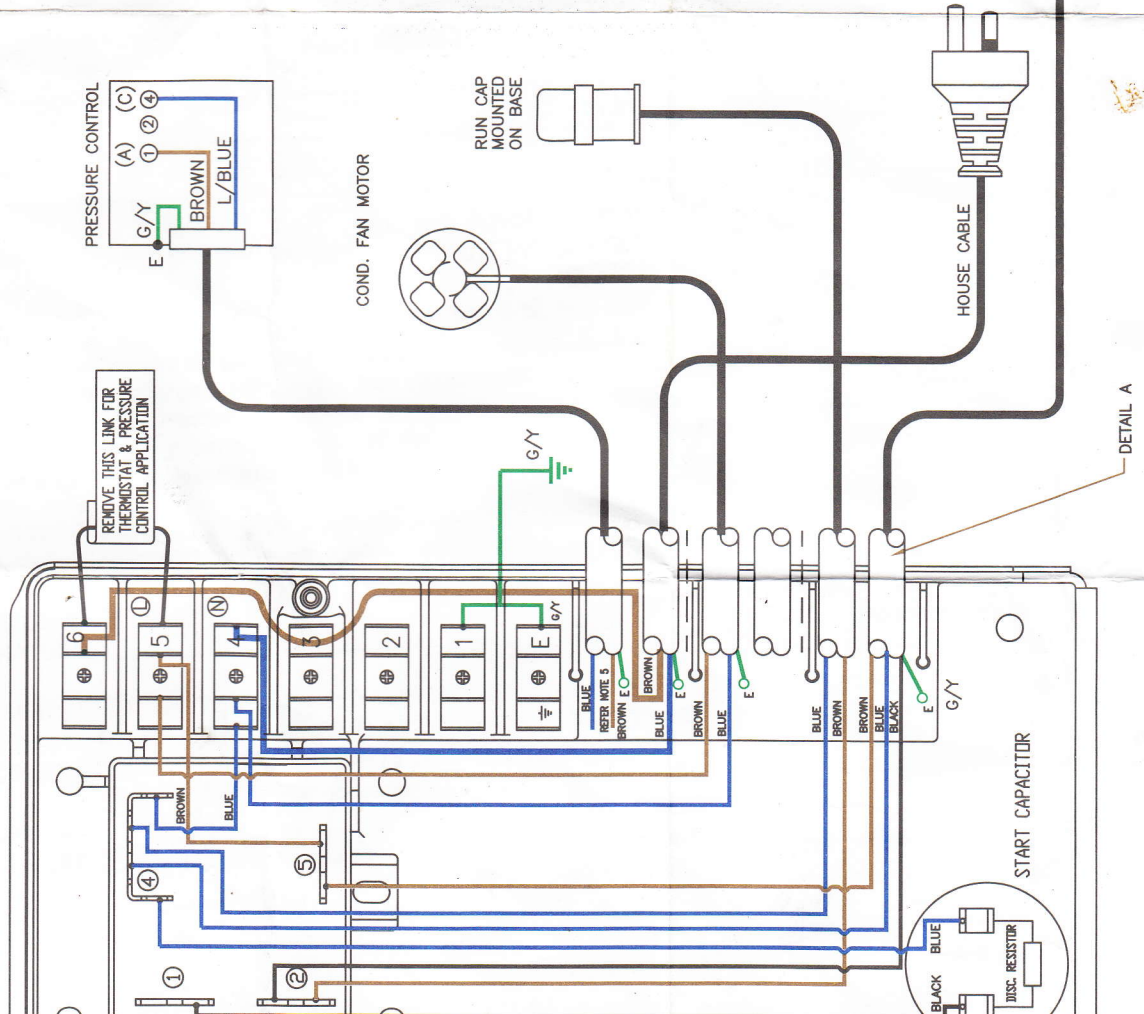 PRESSURE CONTROL
(A)
(C)
1
2
4
G/Y
BROWN
L/BLUE
E
RUN CAP
MOUNTED
ON BASE
COND. FAN MOTOR
HOUSE CABLE
REMOVE THIS LINK FOR
THERMOSTAT & PRESSURE
CONTROL APPLICATION
G/Y
DETAIL A
6
L
5
N
4
3
2
1
E
G/Y
BLUE
REFER NOTE 5
BROWN
E
BLUE
BROWN
E
BROWN
BLUE
E
BLUE
BROWN
BROWN
BLUE
BLACK
E
G/Y
BROWN
BLUE
4
5
1
2
START CAPACITOR
BLUE
BLACK
DISC. RESISTOR